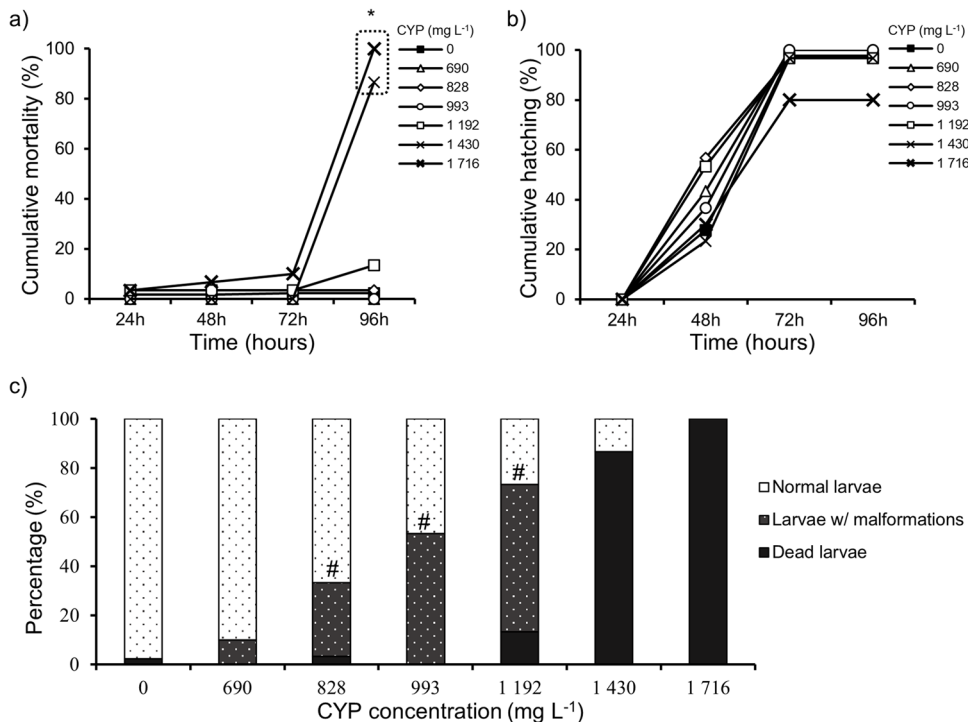 a)
*
Cumulative mortality (%)
100
80
60
40
20
0
24h 48h 72h 96h
Time (hours)
CYP (mg L⁻¹)
0
690
828
993
1 192
1 430
1 716
b)
Cumulative hatching (%)
100
80
60
40
20
0
24h 48h 72h 96h
Time (hours)
CYP (mg L⁻¹)
0
690
828
993
1 192
1 430
1 716
c)
Percentage (%)
100
80
60
40
20
0
# # #
0 690 828 993 1 192 1 430 1 716
CYP concentration (mg L⁻¹)
Normal larvae
Larvae w/ malformations
Dead larvae